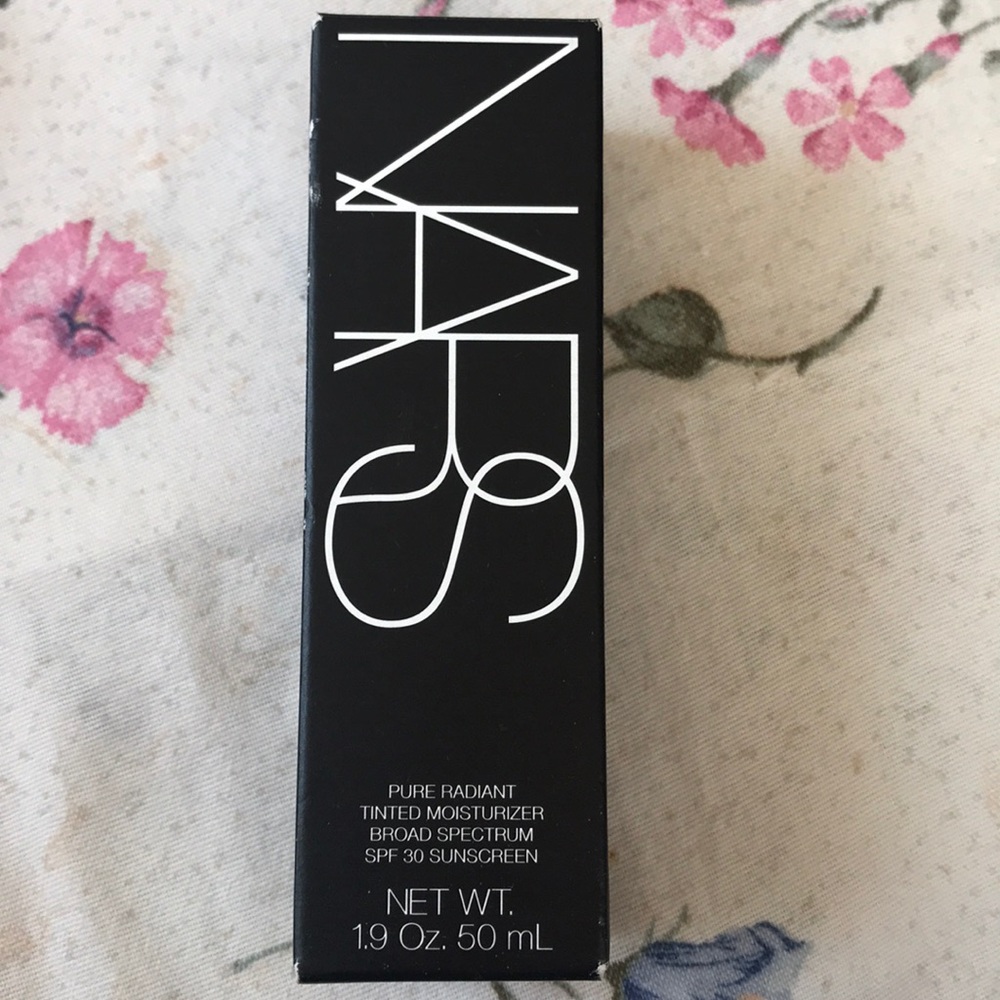 NARS
PURE RADIANT
TINTED MOISTURIZER
BROAD SPECTRUM
SPF 30 SUNSCREEN
NET WT.
1.9 Oz. 50 mL